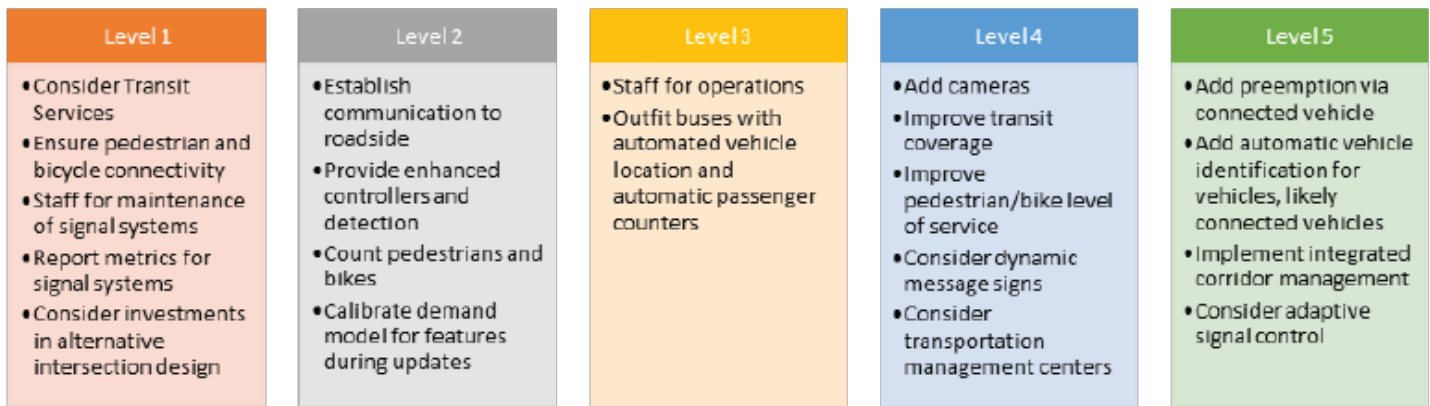 Level 1
•Consider Transit
Services
•Ensure pedestrian and
bicycle connectivity
•Staff for maintenance
of signal systems
•Report metrics for
signal systems
•Consider investments
in alternative
intersection design
Level 2
•Establish
communication to
roadside
•Provide enhanced
controllers and
detection
•Count pedestrians and
bikes
•Calibrate demand
model for features
during updates
Level 3
•Staff for operations
•Outfit buses with
automated vehicle
location and
automatic passenger
counters
Level 4
•Add cameras
•Improve transit
coverage
•Improve
pedestrian/bike level
of service
•Consider dynamic
message signs
•Consider
transportation
management centers
Level 5
•Add preemption via
connected vehicle
•Add automatic vehicle
identification for
vehicles, likely
connected vehicles
•Implement integrated
corridor management
•Consider adaptive
signal control